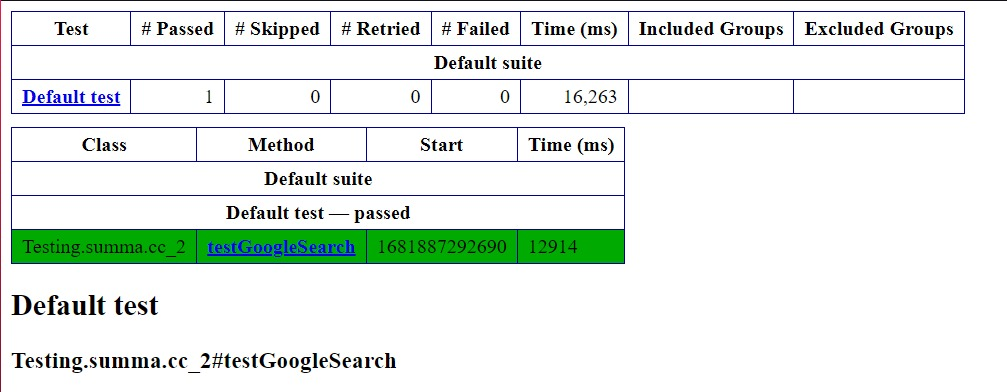 Test # Passed # Skipped # Retried # Failed Time (ms) Included Groups Excluded Groups
Default suite
Default test 1 0 0 0 16,263
Class Method Start Time (ms)
Default suite
Default test — passed
Testing.summa.cc_2 testGoogleSearch 1681887292690 12914
Default test
Testing.summa.cc_2#testGoogleSearch